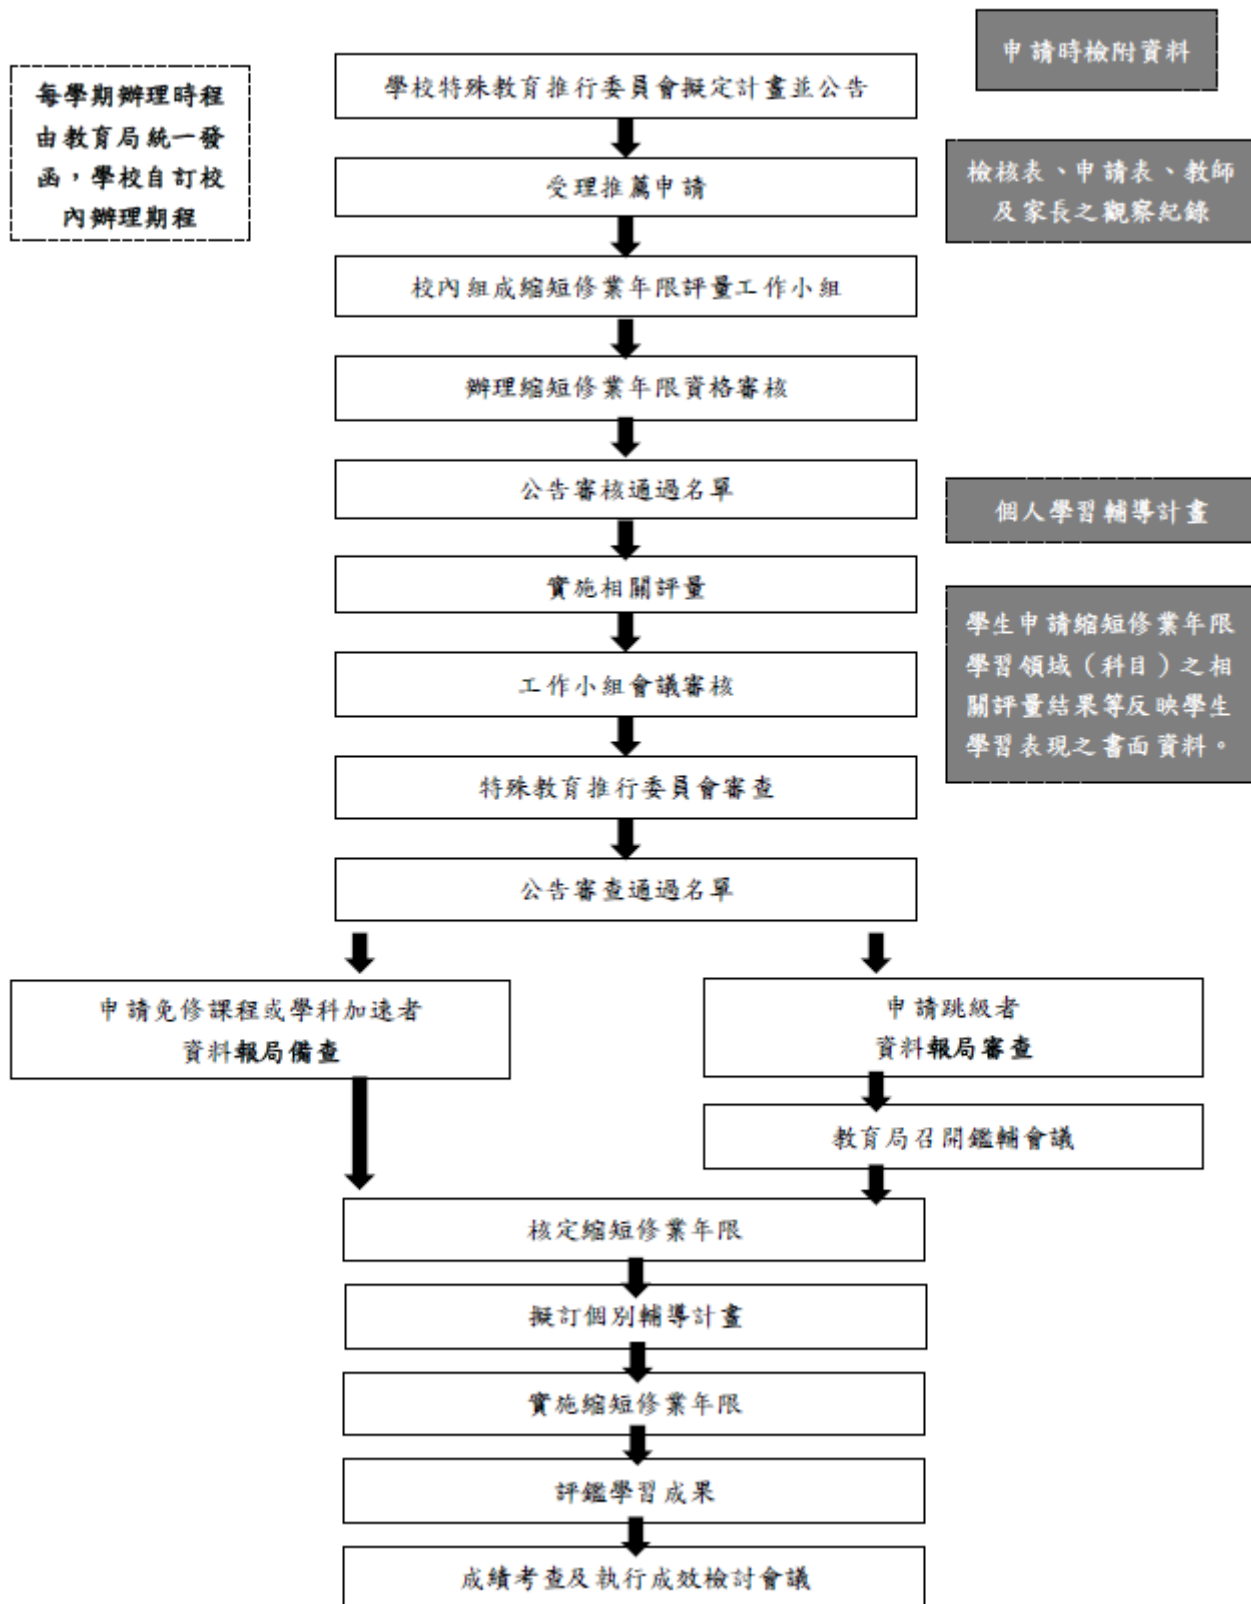 申請時檢附資料
學校特殊教育推行委員會擬定計畫並公告
每學期辦理時程
由教育局統一發
函，學校自訂校
內辦理期程
檢核表、申請表、教師
及家長之觀察紀錄
受理推薦申請
校內組成縮短修業年限評量工作小組
辦理縮短修業年限資格審核
公告審核通過名單
個人學習輔導計畫
實施相關評量
學生申請縮短修業年限
學習領域（科目）之相
關評量結果等反映學生
學習表現之書面資料。
工作小組會議審核
特殊教育推行委員會審查
公告審查通過名單
申請免修課程或學科加速者
資料報局備查
申請跳級者
資料報局審查
教育局召開鑑輔會議
核定縮短修業年限
擬訂個別輔導計畫
實施縮短修業年限
評鑑學習成果
成績考查及執行成效檢討會議